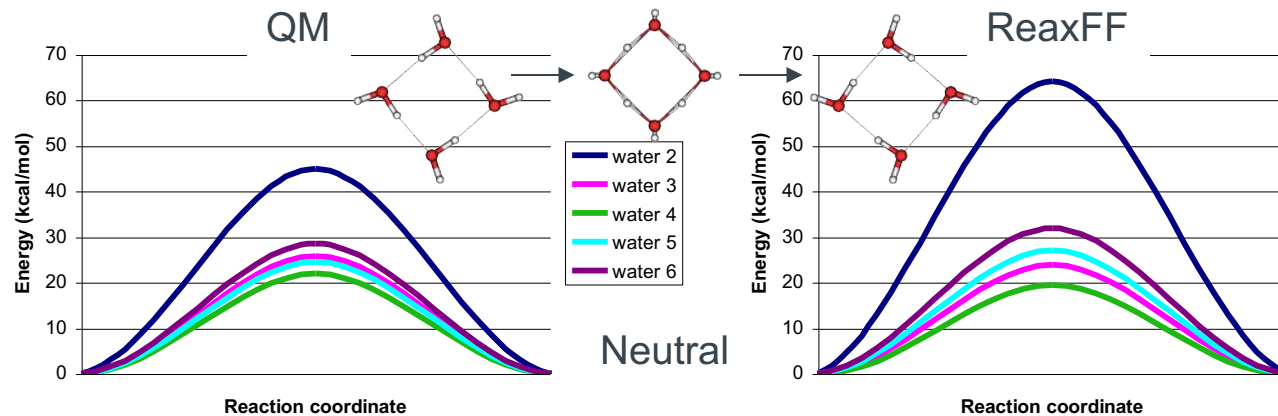 QM
ReaxFF
70
60
50
40
30
20
10
0
Energy (kcal/mol)
Reaction coordinate
water 2
water 3
water 4
water 5
water 6
Neutral
70
60
50
40
30
20
10
0
Energy (kcal/mol)
Reaction coordinate